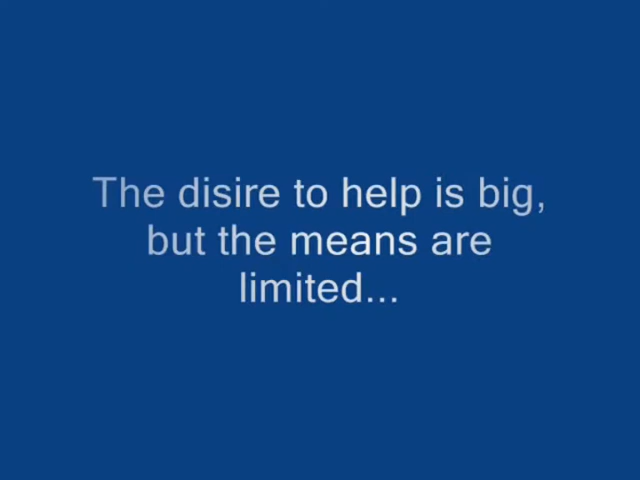 The disire to help is big,
but the means are
limited...